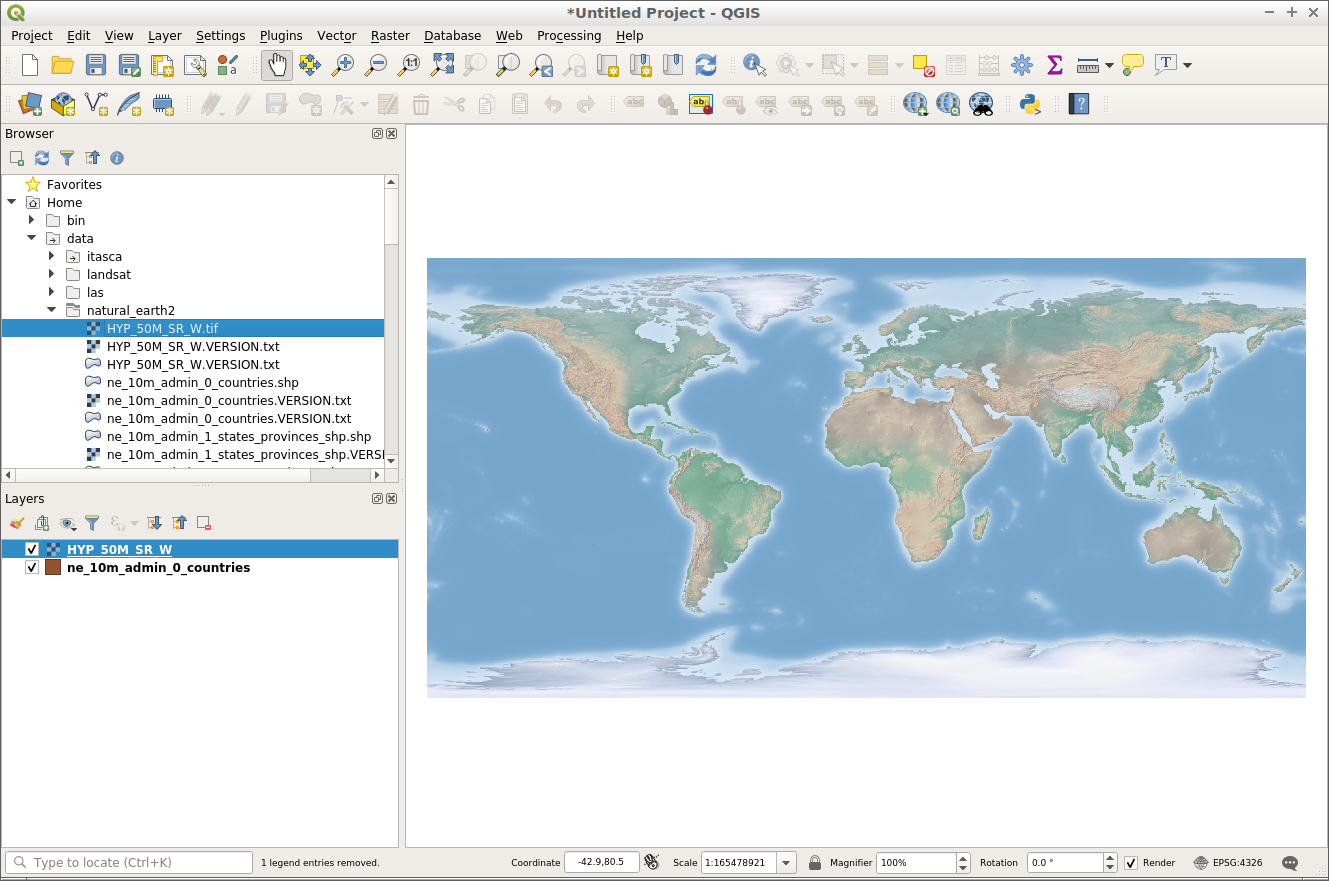 *Untitled Project - QGIS
Project Edit View Layer Settings Plugins Vector Raster Database Web Processing Help
Browser
Favorites
Home
bin
data
itasca
landsat
las
natural_earth2
HYP_50M_SR_W.tif
HYP_50M_SR_W.VERSION.txt
HYP_50M_SR_W.VERSION.txt
ne_10m_admin_0_countries.shp
ne_10m_admin_0_countries.VERSION.txt
ne_10m_admin_0_countries.VERSION.txt
ne_10m_admin_1_states_provinces_shp.shp
ne_10m_admin_1_states_provinces_shp.VERSI
Layers
HYP_50M_SR_W
ne_10m_admin_0_countries
Type to locate (Ctrl+K) 1 legend entries removed. Coordinate -42.9,80.5 Scale 1:165478921 Magnifier 100% Rotation 0.0 ° Render EPSG:4326